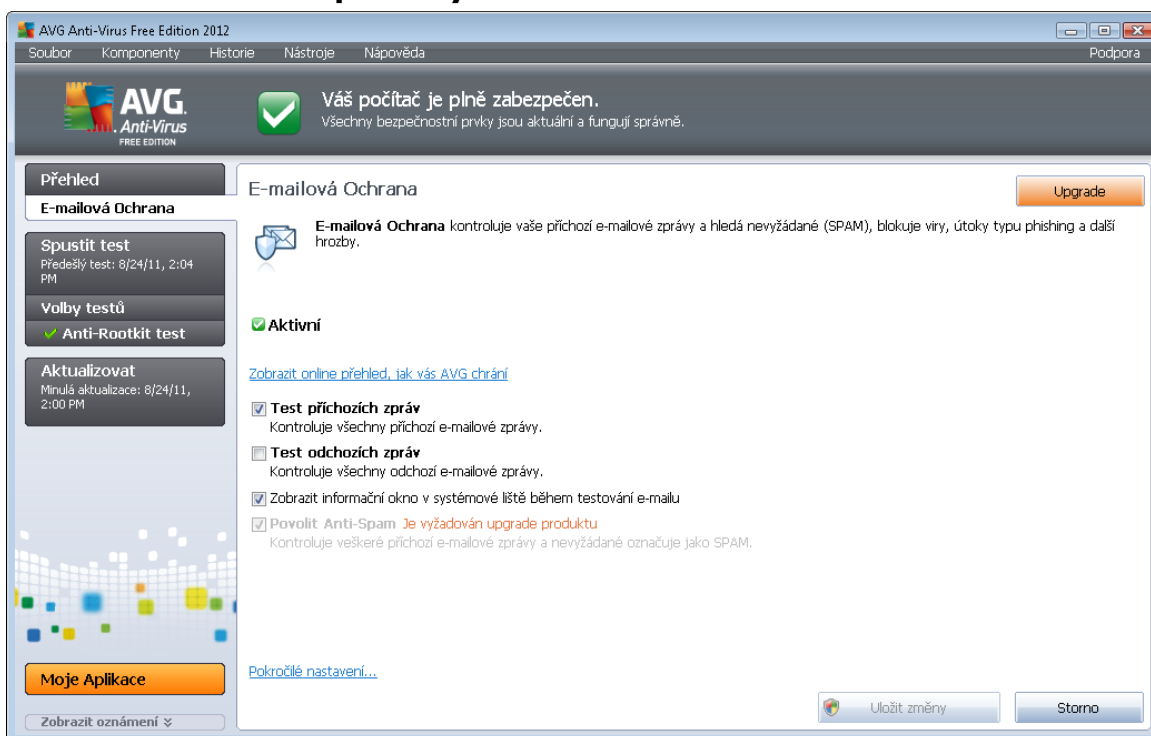 AVG Anti-Virus Free Edition 2012
Soubor Komponenty Historie Nástroje Nápověda Podpora
AVG.
Anti-Virus
FREE EDITION
Váš počítač je plně zabezpečen.
Všechny bezpečnostní prvky jsou aktuální a fungují správně.
Přehled
E-mailová Ochrana
Spustit test
Předešlý test: 8/24/11, 2:04
PM
Volby testů
Anti-Rootkit test
Aktualizovat
Minulá aktualizace: 8/24/11,
2:00 PM
Moje Aplikace
Zobrazit oznámení
E-mailová Ochrana
Upgrade
E-mailová Ochrana kontroluje vaše příchozí e-mailové zprávy a hledá nevyžádané (SPAM), blokuje viry, útoky typu phishing a další
hrozby.
Aktivní
Zobrazit online přehled, jak vás AVG chrání
Test příchozích zpráv
Kontroluje všechny příchozí e-mailové zprávy.
Test odchozích zpráv
Kontroluje všechny odchozí e-mailové zprávy.
Zobrazit informační okno v systémové liště během testování e-mailu
Povolit Anti-Spam Je vyžadován upgrade produktu
Kontroluje veškeré příchozí e-mailové zprávy a nevyžádané označuje jako SPAM.
Pokročilé nastavení...
Uložit změny
Storno